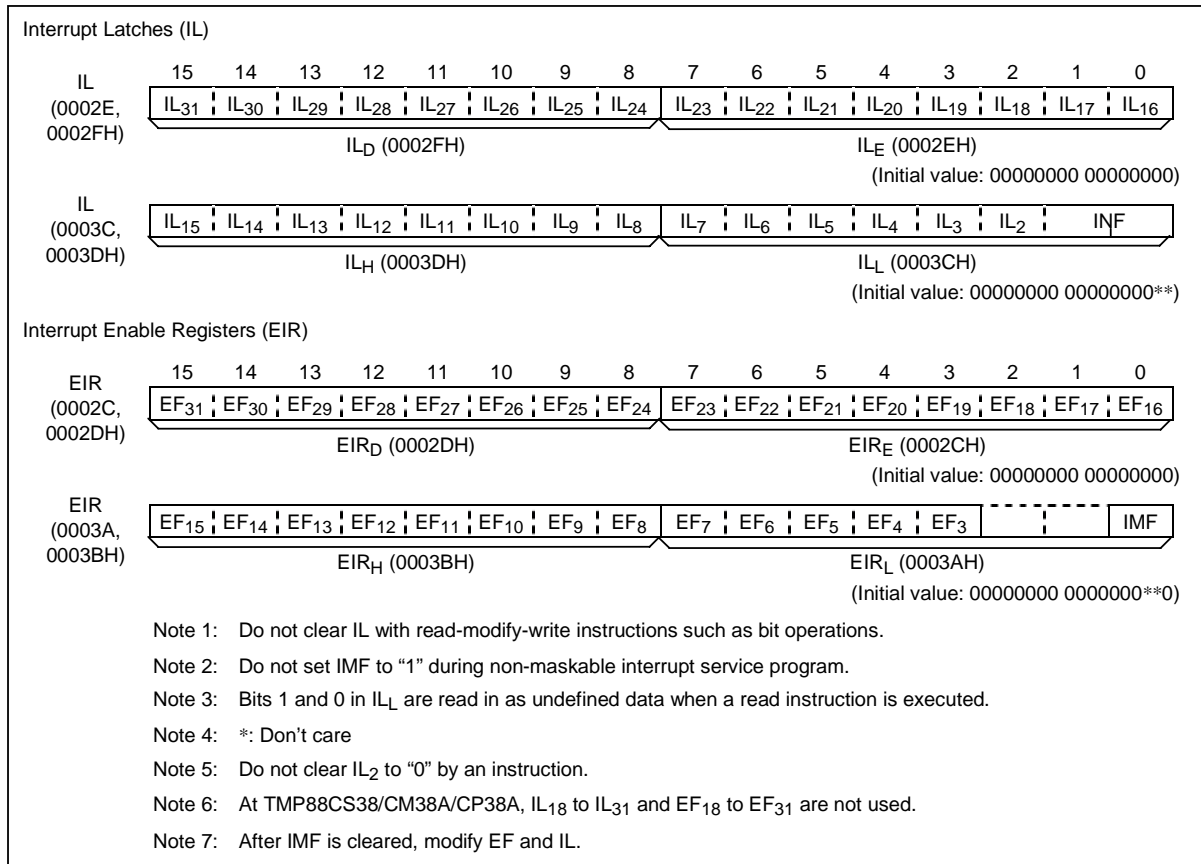 Interrupt Latches (IL)
15 14 13 12 11 10 9 8 7 6 5 4 3 2 1 0
IL (0002E, 0002FH) IL31 IL30 IL29 IL28 IL27 IL26 IL25 IL24 IL23 IL22 IL21 IL20 IL19 IL18 IL17 IL16
ILD (0002FH) ILE (0002EH)
(Initial value: 00000000 00000000)
IL (0003C, 0003DH) IL15 IL14 IL13 IL12 IL11 IL10 IL9 IL8 IL7 IL6 IL5 IL4 IL3 IL2 INF
ILH (0003DH) ILL (0003CH)
(Initial value: 00000000 00000000**)
Interrupt Enable Registers (EIR)
15 14 13 12 11 10 9 8 7 6 5 4 3 2 1 0
EIR (0002C, 0002DH) EF31 EF30 EF29 EF28 EF27 EF26 EF25 EF24 EF23 EF22 EF21 EF20 EF19 EF18 EF17 EF16
EIRD (0002DH) EIRE (0002CH)
(Initial value: 00000000 00000000)
EIR (0003A, 0003BH) EF15 EF14 EF13 EF12 EF11 EF10 EF9 EF8 EF7 EF6 EF5 EF4 EF3 IMF
EIRH (0003BH) EIRL (0003AH)
(Initial value: 00000000 0000000**0)
Note 1: Do not clear IL with read-modify-write instructions such as bit operations.
Note 2: Do not set IMF to “1” during non-maskable interrupt service program.
Note 3: Bits 1 and 0 in ILL are read in as undefined data when a read instruction is executed.
Note 4: *: Don’t care
Note 5: Do not clear IL2 to “0” by an instruction.
Note 6: At TMP88CS38/CM38A/CP38A, IL18 to IL31 and EF18 to EF31 are not used.
Note 7: After IMF is cleared, modify EF and IL.